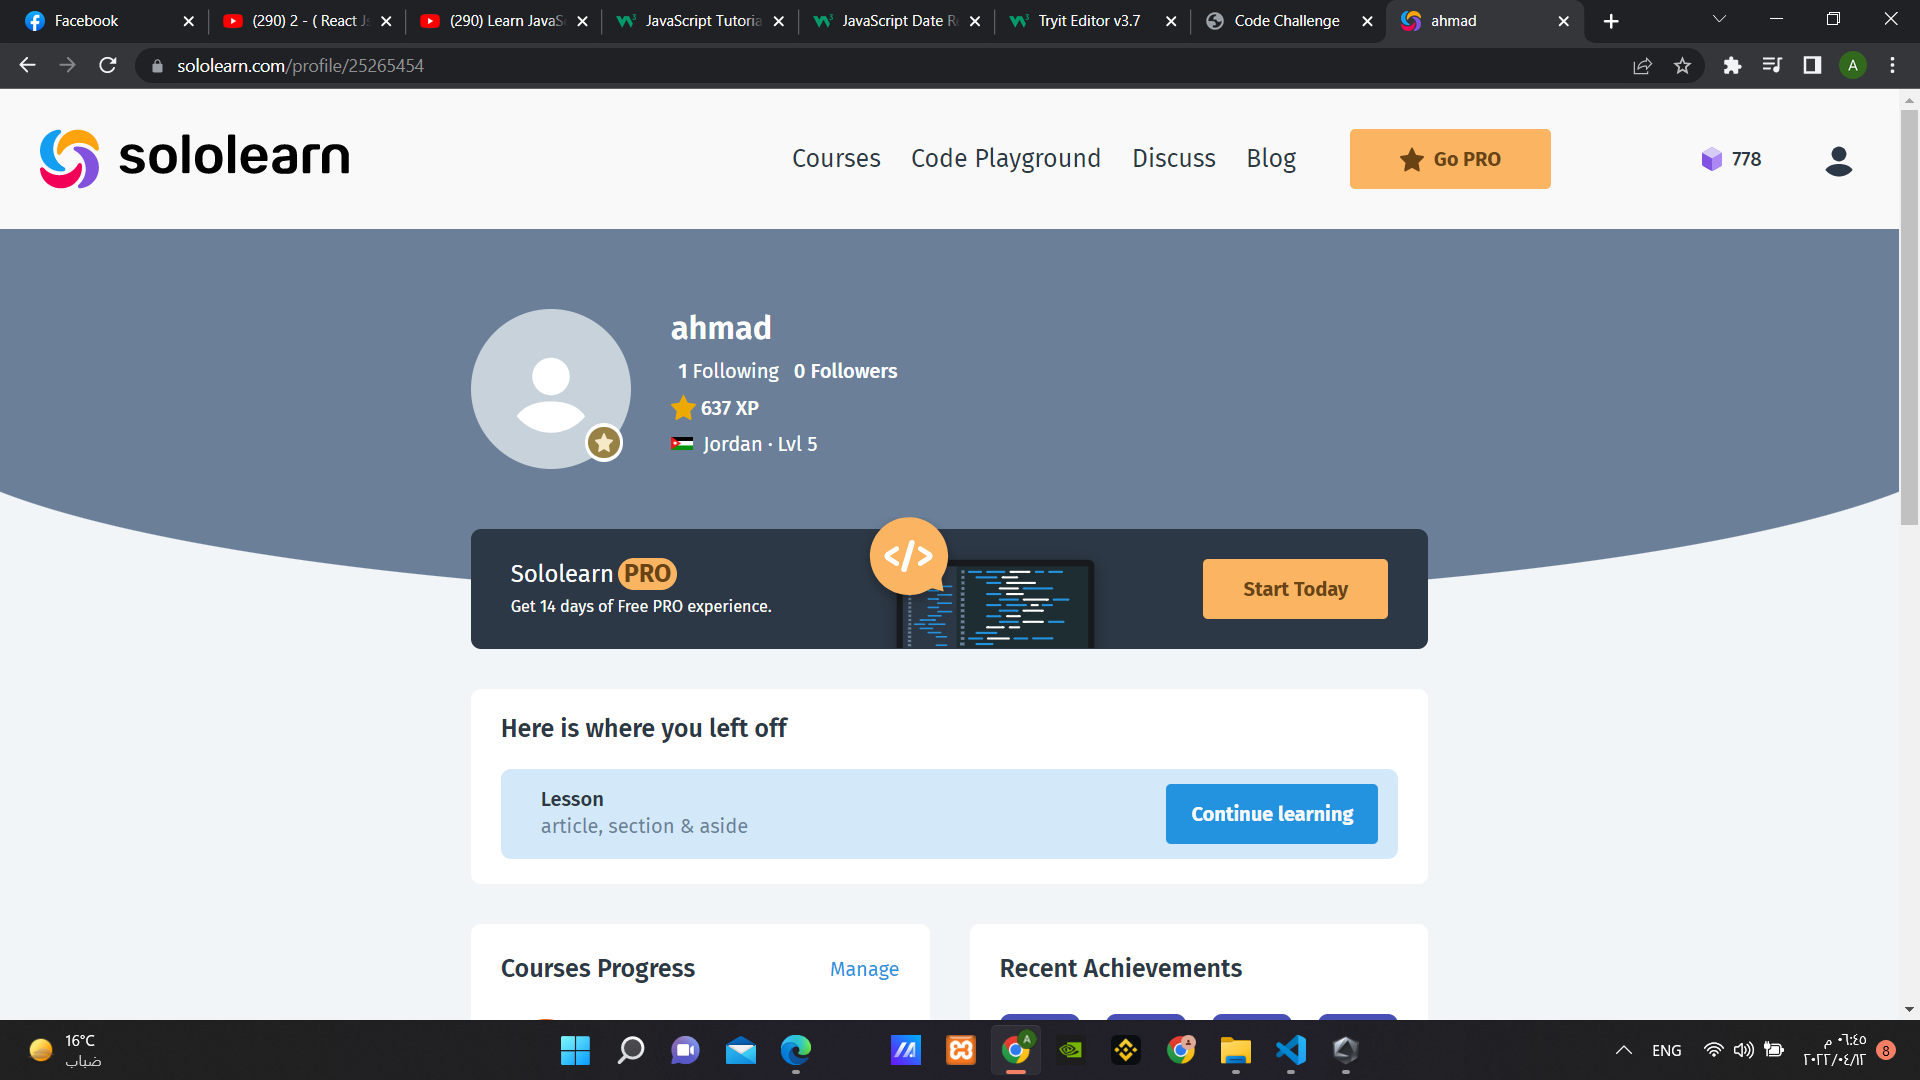 Facebook
(290) 2 - ( React Js
(290) Learn JavaSc
JavaScript Tutoria
JavaScript Date R
Tryit Editor v3.7
Code Challenge
ahmad
sololearn.com/profile/25265454
A
sololearn
Courses
Code Playground
Discuss
Blog
Go PRO
778
ahmad
1 Following 0 Followers
637 XP
Jordan · Lvl 5
</>
Sololearn PRO
Get 14 days of Free PRO experience.
Start Today
Here is where you left off
Lesson
article, section & aside
Continue learning
Courses Progress
Manage
Recent Achievements
16°C
ضباب
A
ENG
٠٦:٤٥ م
٢٠٢٢/٠٤/١٢
8